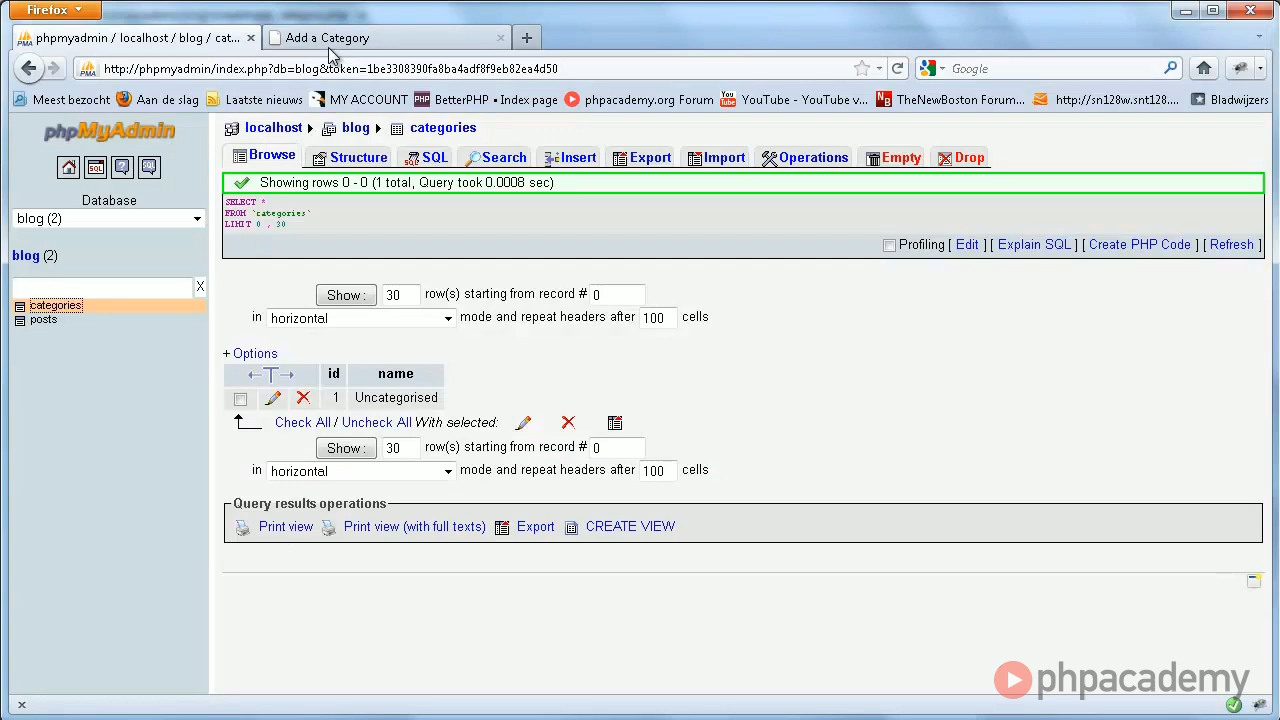 Firefox
phpmyadmin / localhost / blog / cat...
Add a Category
http://phpmyadmin/index.php?db=blog&token=1be3308390fa8ba4adf8f9eb82ea4d50
Google
Meest bezocht
Aan de
Laatste nieuws
MY ACCOUNT
PHP
BetterPHP • Index page
phpacademy.org Forum
You Tube
YouTube - YouTube v...
TheNewBoston Forum...
http://sn128w.snt128....
Bladwijzers
phpMyAdmin
localhost
blog
categories
Browse
Structure
SQL
Search
Insert
Export
Import
Operations
Empty
Drop
SQL
Database
blog (2)
blog (2)
X
categories
posts
Showing rows 0 - 0 (1 total, Query took 0.0008 sec)
SELECT *
FROM `categories`
LIMIT 0 , 30
Profiling [ Edit ] [ Explain SQL ] [ Create PHP Code ] [ Refresh ]
Show : 30 row(s) starting from record # 0
in horizontal mode and repeat headers after 100 cells
+ Options
←T→ id name
1 Uncategorised
Check All / Uncheck All With selected:
Show : 30 row(s) starting from record # 0
in horizontal mode and repeat headers after 100 cells
Query results operations
Print view Print view (with full texts) Export CREATE VIEW
phpacademy
x